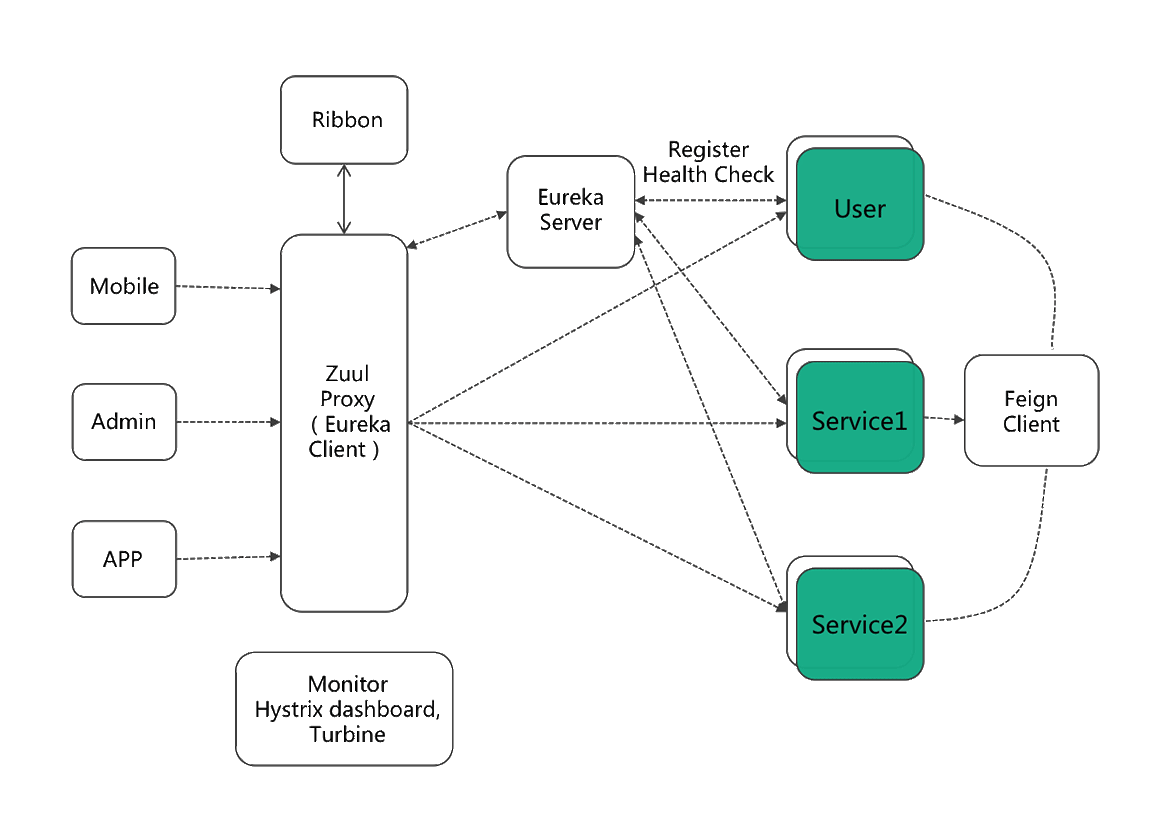 Ribbon
Register
Health Check
Eureka
Server
User
Mobile
Zuul
Proxy
( Eureka
Client )
Admin
Service1
Feign
Client
APP
Service2
Monitor
Hystrix dashboard,
Turbine